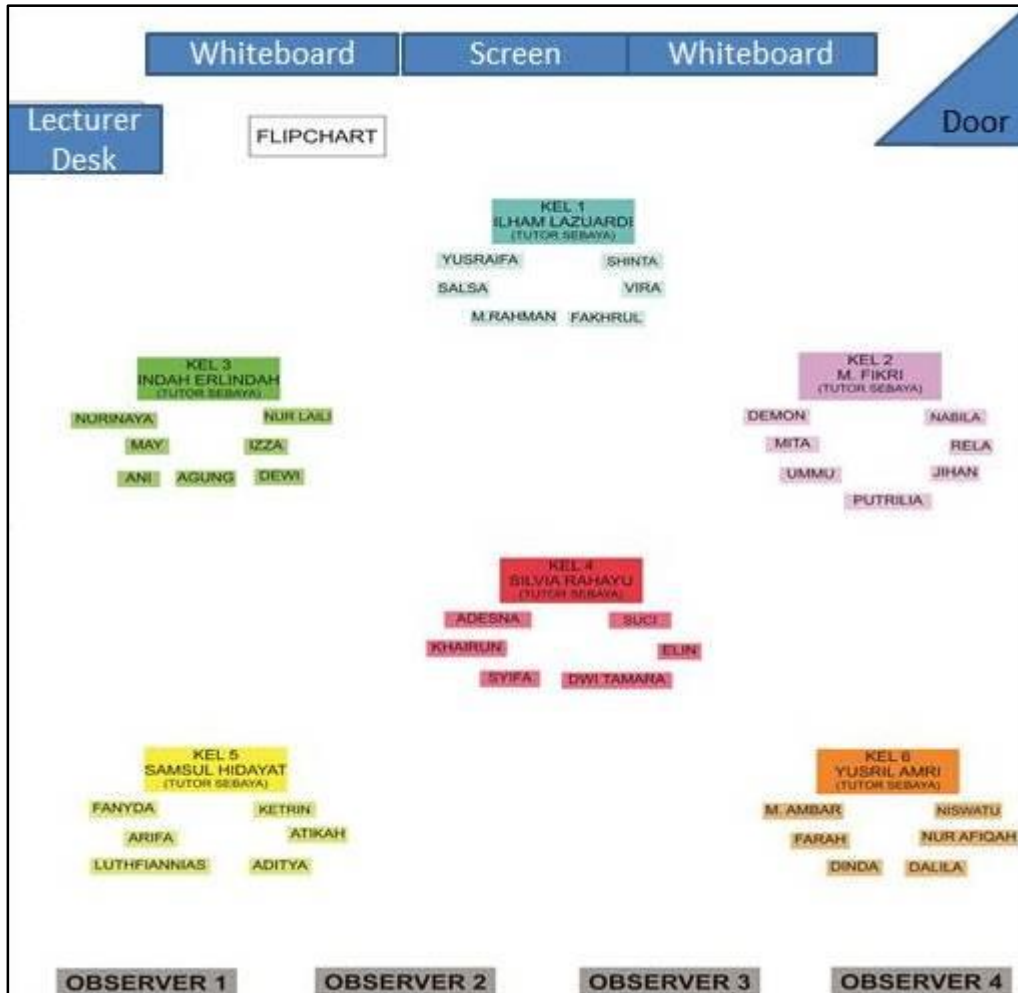 Whiteboard
Screen
Whiteboard
Lecturer
Desk
FLIPCHART
Door
KEL 1
ILHAM LAZUARDI
(TUTOR SEBAYA)
YUSRAIFA
SHINTA
SALSA
VIRA
M.RAHMAN
FAKHRUL
KEL 3
INDAH ERLINDAH
(TUTOR SEBAYA)
NURINAYA
NUR LAILI
MAY
IZZA
ANI
AGUNG
DEWI
KEL 2
M. FIKRI
(TUTOR SEBAYA)
DEMON
NABILA
MITA
RELA
UMMU
JIHAN
PUTRILIA
KEL 4
SILVIA RAHAYU
(TUTOR SEBAYA)
ADESNA
SUCI
KHAIRUN
ELIN
SYIFA
DWI TAMARA
KEL 5
SAMSUL HIDAYAT
(TUTOR SEBAYA)
FANYDA
KETRIN
ARIFA
ATIKAH
LUTHFIANNIAS
ADITYA
KEL 6
YUSRIL AMRI
(TUTOR SEBAYA)
M. AMBAR
NISWATU
FARAH
NUR AFIQAH
DINDA
DALILA
OBSERVER 1
OBSERVER 2
OBSERVER 3
OBSERVER 4